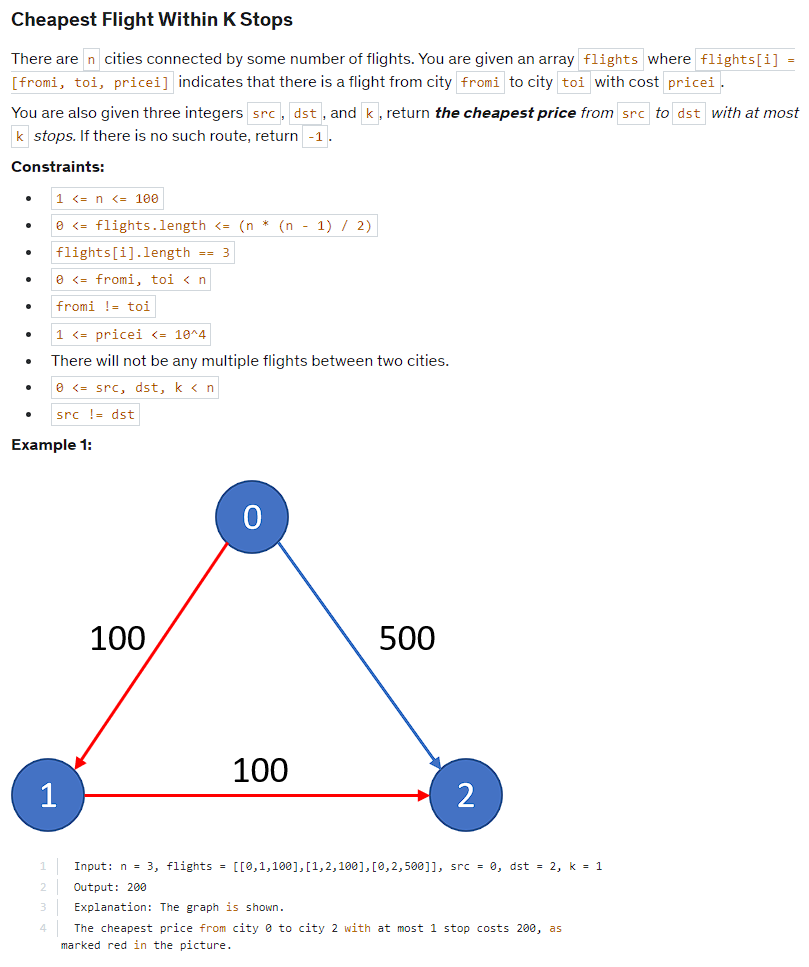 Cheapest Flight Within K Stops
There are n cities connected by some number of flights. You are given an array flights where flights[i] =
[fromi, toi, pricei] indicates that there is a flight from city fromi to city toi with cost pricei.
You are also given three integers src, dst, and k, return the cheapest price from src to dst with at most
k stops. If there is no such route, return -1.
Constraints:
• 1 <= n <= 100
• 0 <= flights.length <= (n * (n - 1) / 2)
• flights[i].length == 3
• 0 <= fromi, toi < n
• fromi != toi
• 1 <= pricei <= 10^4
• There will not be any multiple flights between two cities.
• 0 <= src, dst, k < n
• src != dst
Example 1:
0
100
500
100
1
2
1 Input: n = 3, flights = [[0,1,100],[1,2,100],[0,2,500]], src = 0, dst = 2, k = 1
2 Output: 200
3 Explanation: The graph is shown.
4 The cheapest price from city 0 to city 2 with at most 1 stop costs 200, as
marked red in the picture.